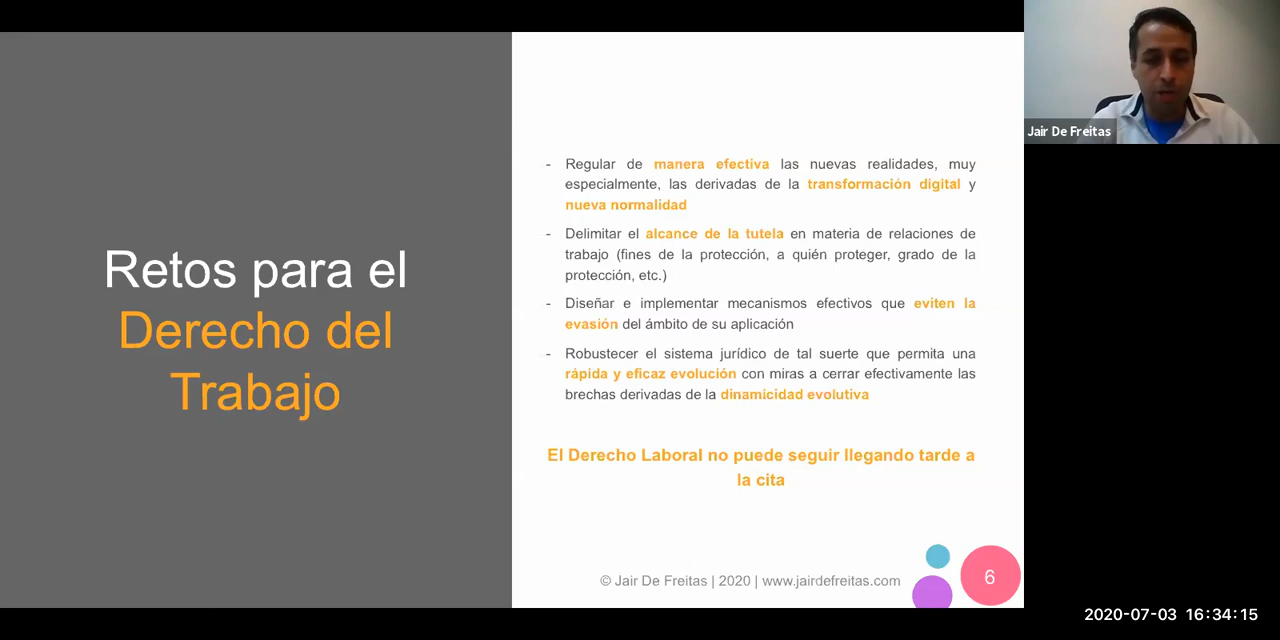 Retos para el
Derecho del
Trabajo
- Regular de manera efectiva las nuevas realidades, muy
especialmente, las derivadas de la transformación digital y
nueva normalidad
- Delimitar el alcance de la tutela en materia de relaciones de
trabajo (fines de la protección, a quién proteger, grado de la
protección, etc.)
- Diseñar e implementar mecanismos efectivos que eviten la
evasión del ámbito de su aplicación
- Robustecer el sistema jurídico de tal suerte que permita una
rápida y eficaz evolución con miras a cerrar efectivamente las
brechas derivadas de la dinamicidad evolutiva
El Derecho Laboral no puede seguir llegando tarde a
la cita
© Jair De Freitas | 2020 | www.jairdefreitas.com
6
Jair De Freitas
2020-07-03 16:34:15